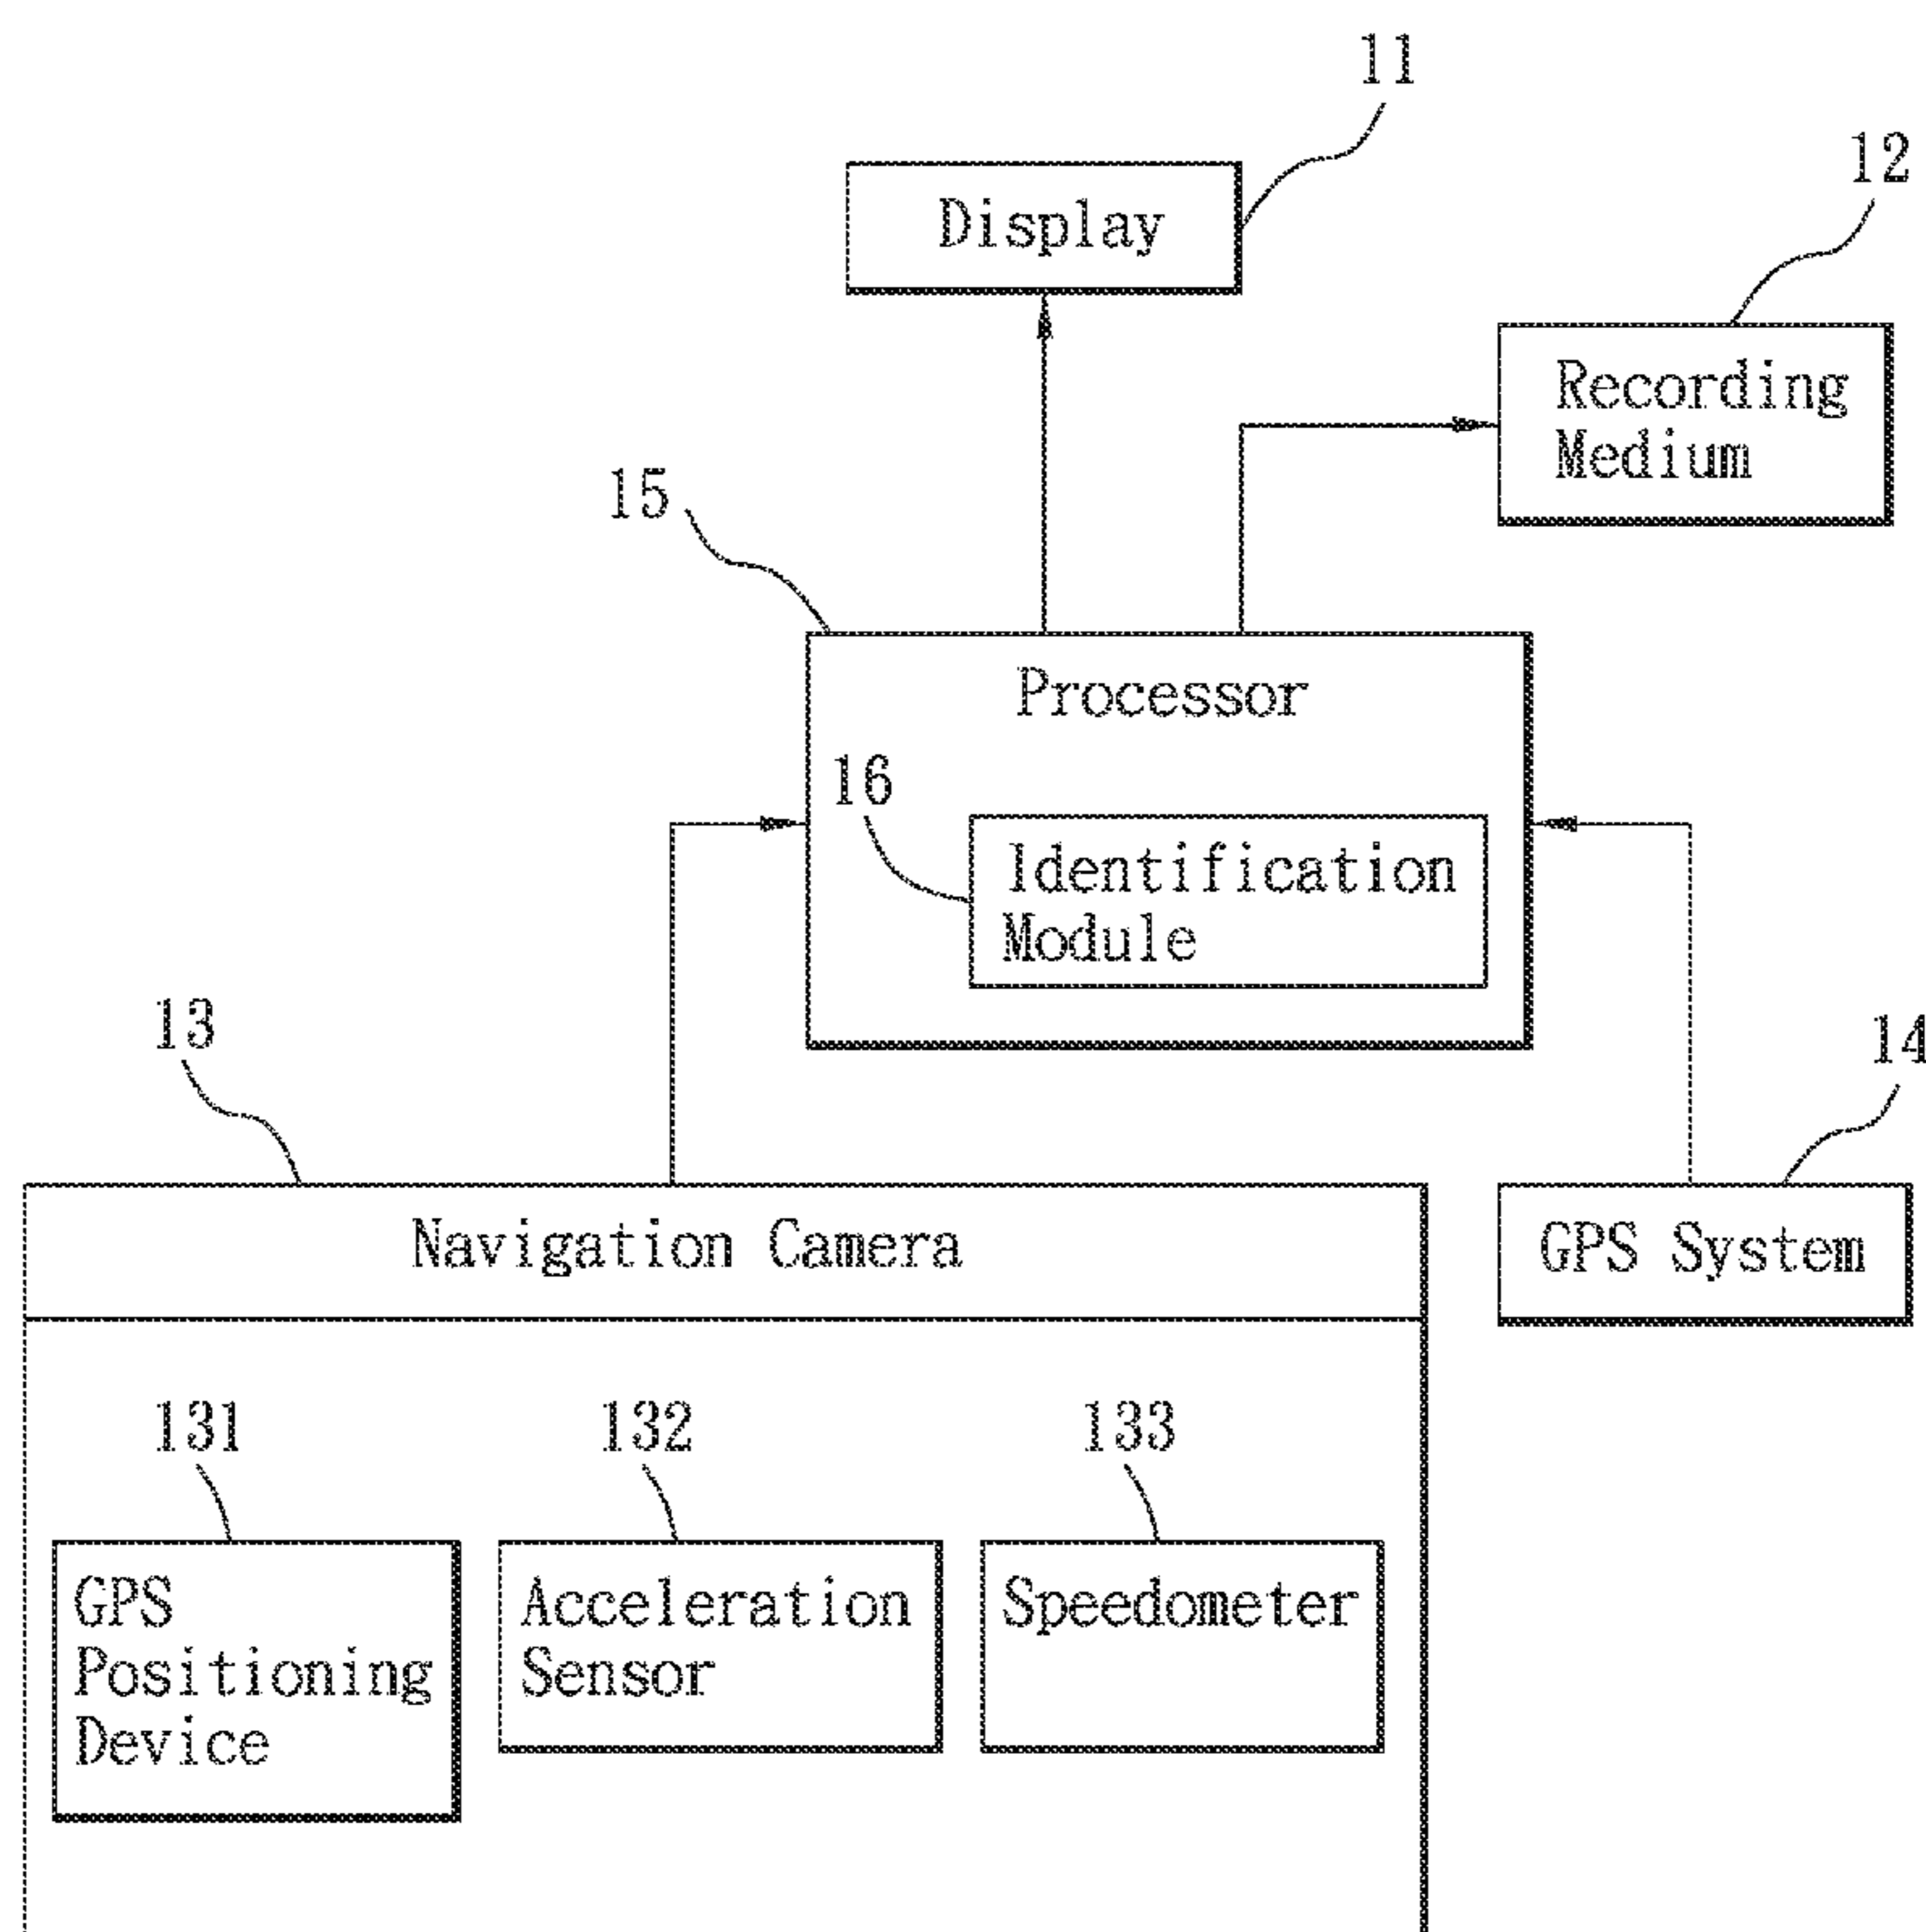 11
Display
12
Recording
Medium
15
Processor
16
Identification
Module
13
14
Navigation Camera
GPS System
131
132
133
GPS
Positioning
Device
Acceleration
Sensor
Speedometer